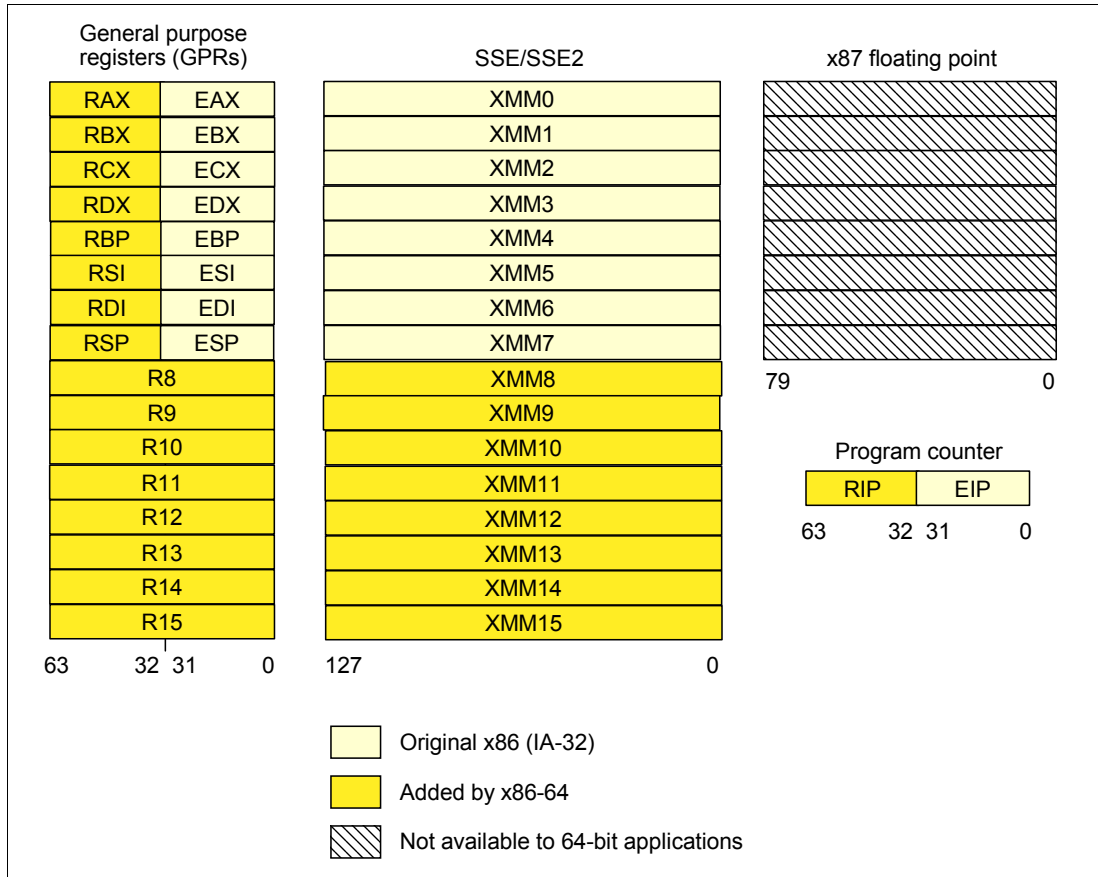 General purpose
registers (GPRs)
SSE/SSE2
x87 floating point
RAX EAX
RBX EBX
RCX ECX
RDX EDX
RBP EBP
RSI ESI
RDI EDI
RSP ESP
R8
R9
R10
R11
R12
R13
R14
R15
63 32 31 0
XMM0
XMM1
XMM2
XMM3
XMM4
XMM5
XMM6
XMM7
XMM8
XMM9
XMM10
XMM11
XMM12
XMM13
XMM14
XMM15
127 0
79 0
Program counter
RIP EIP
63 32 31 0
Original x86 (IA-32)
Added by x86-64
Not available to 64-bit applications